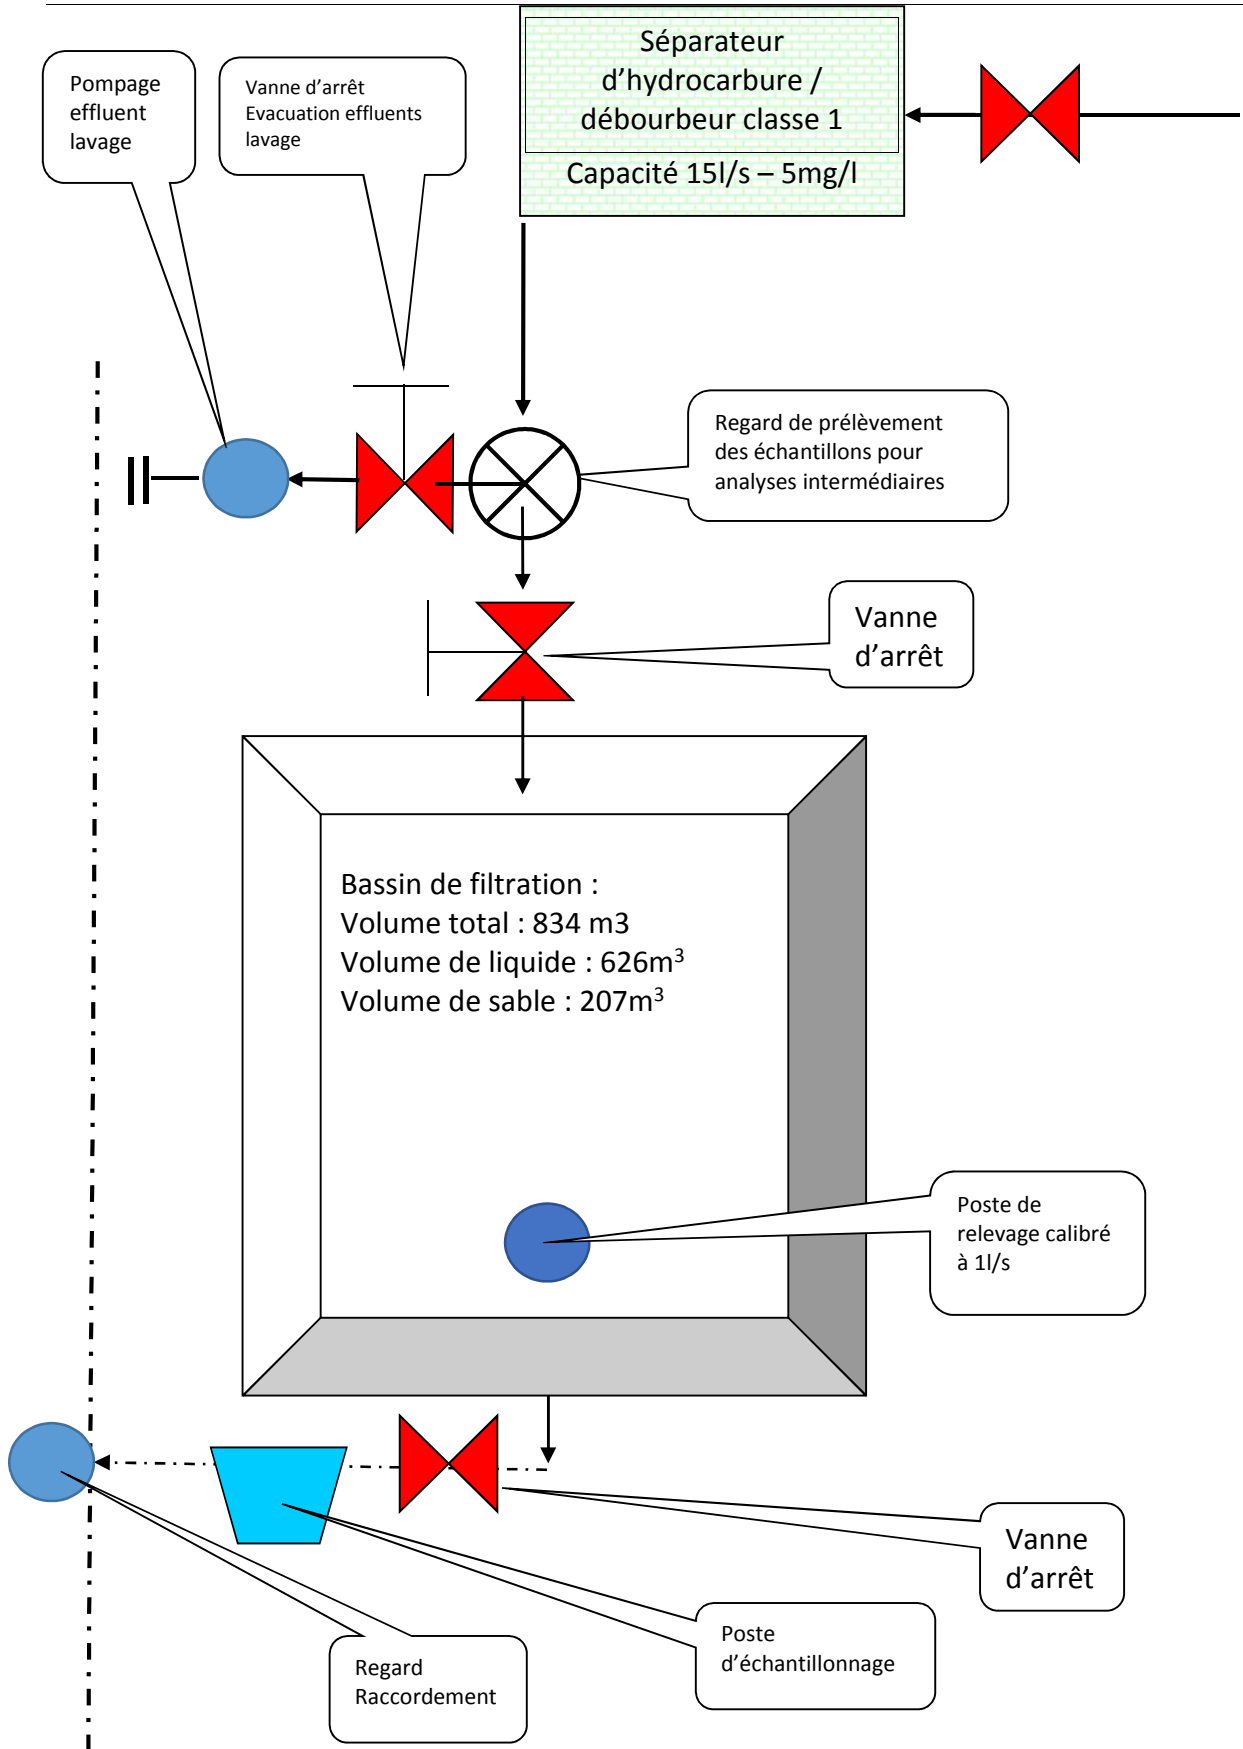 Séparateur
d'hydrocarbure /
débourbeur classe 1
Capacité 15l/s – 5mg/l
Pompage
effluent
lavage
Vanne d'arrêt
Evacuation effluents
lavage
Regard de prélèvement
des échantillons pour
analyses intermédiaires
Vanne
d'arrêt
Bassin de filtration :
Volume total : 834 m3
Volume de liquide : 626m³
Volume de sable : 207m³
Poste de
relevage calibré
à 1l/s
Vanne
d'arrêt
Poste
d'échantillonnage
Regard
Raccordement